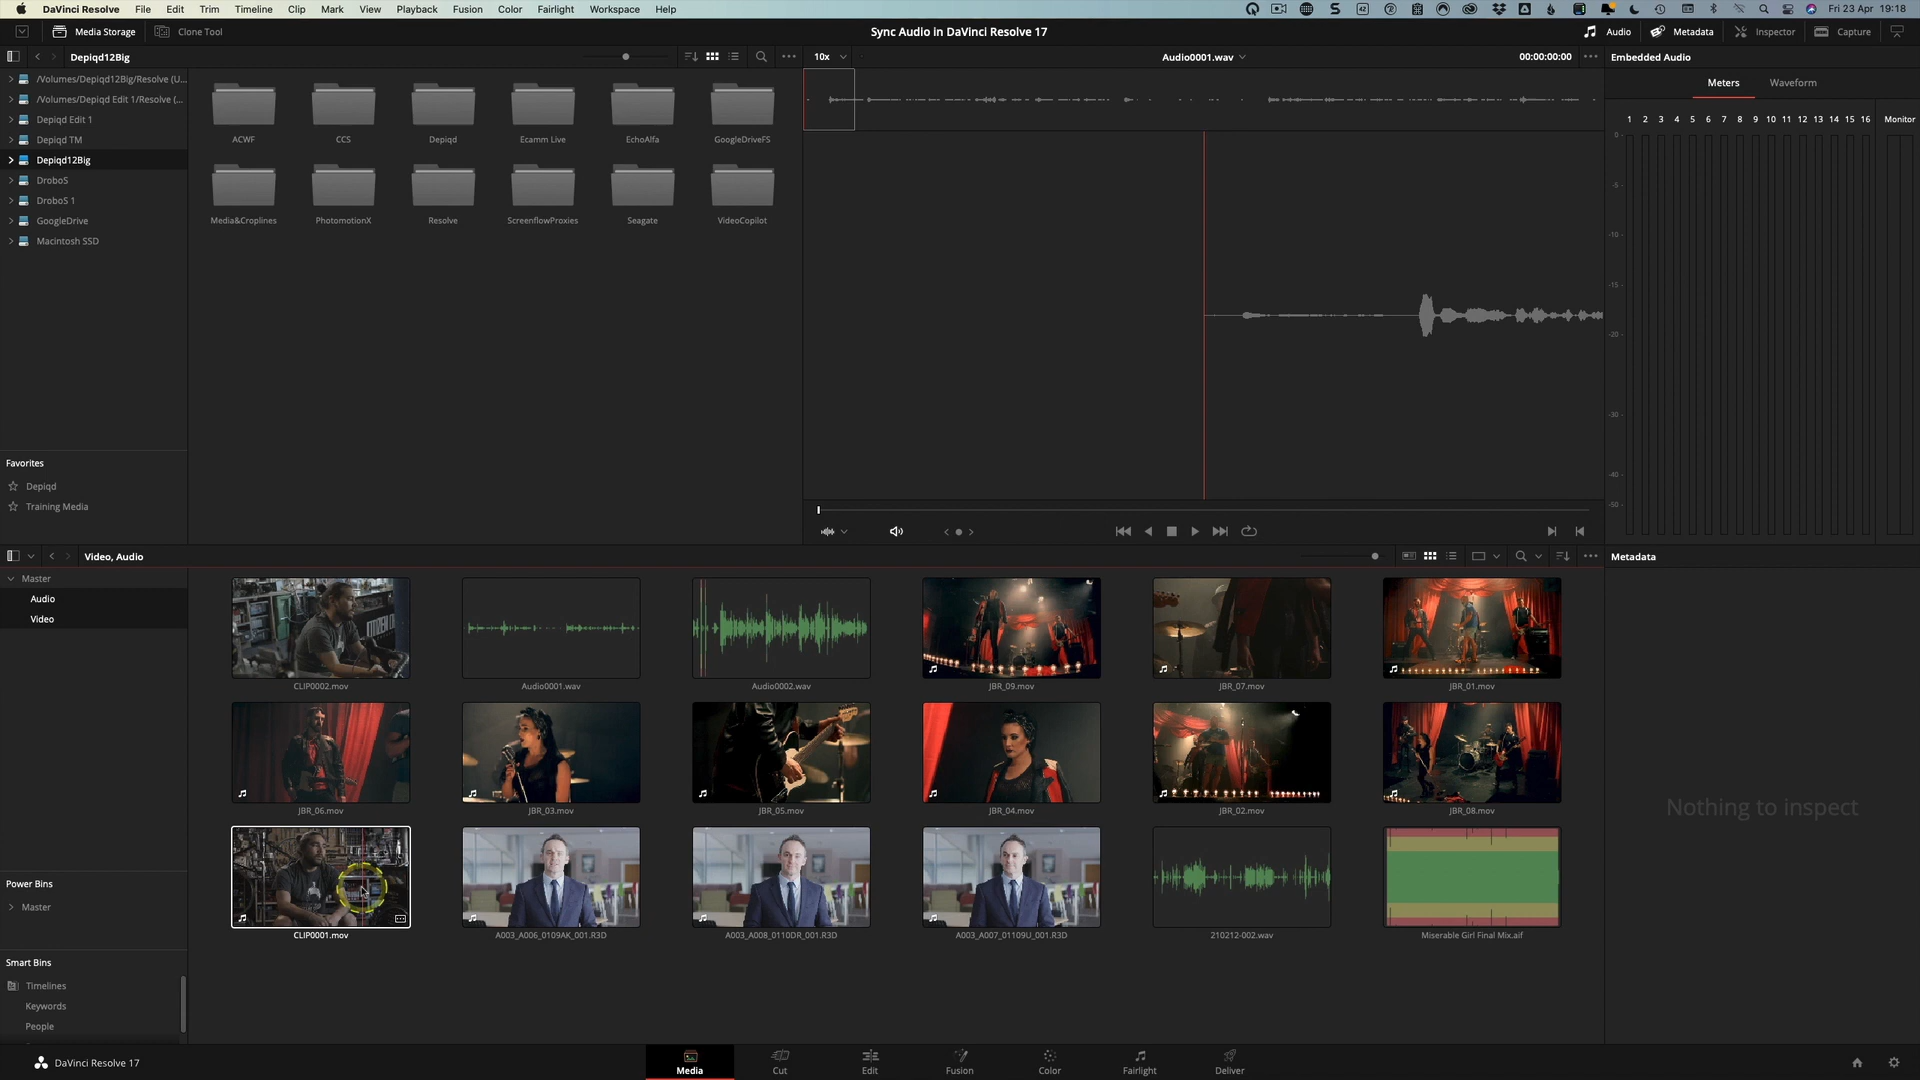 DaVinci Resolve File Edit Trim Timeline Clip Mark View Playback Fusion Color Fairlight Workspace Help Fri 23 Apr 19:18
Media Storage Clone Tool Sync Audio in DaVinci Resolve 17 Audio Metadata Inspector Capture
Depiqd12Big 10x Audio0001.wav 00:00:00:00 Embedded Audio
/Volumes/Depiqd12Big/Resolve (U...
/Volumes/Depiqd Edit 1/Resolve (...
Depiqd Edit 1
Depiqd TM
Depiqd12Big
DroboS
DroboS 1
GoogleDrive
Macintosh SSD
ACWF CCS Depiqd Ecamm Live EchoAlfa GoogleDriveFS
Media&Croplines PhotomotionX Resolve ScreenflowProxies Seagate VideoCopilot
Meters Waveform
1 2 3 4 5 6 7 8 9 10 11 12 13 14 15 16 Monitor
0
-5
-10
-15
-20
-30
-40
-50
Favorites
Depiqd
Training Media
Video, Audio Metadata
Master
Audio
Video
CLIP0002.mov Audio0001.wav Audio0002.wav JBR_09.mov JBR_07.mov JBR_01.mov
JBR_06.mov JBR_03.mov JBR_05.mov JBR_04.mov JBR_02.mov JBR_08.mov
CLIP0001.mov A003_A006_0109AK_001.R3D A003_A008_0110DR_001.R3D A003_A007_01109U_001.R3D 210212-002.wav Miserable Girl Final Mix.aif
Nothing to inspect
Power Bins
Master
Smart Bins
Timelines
Keywords
People
DaVinci Resolve 17 Media Cut Edit Fusion Color Fairlight Deliver